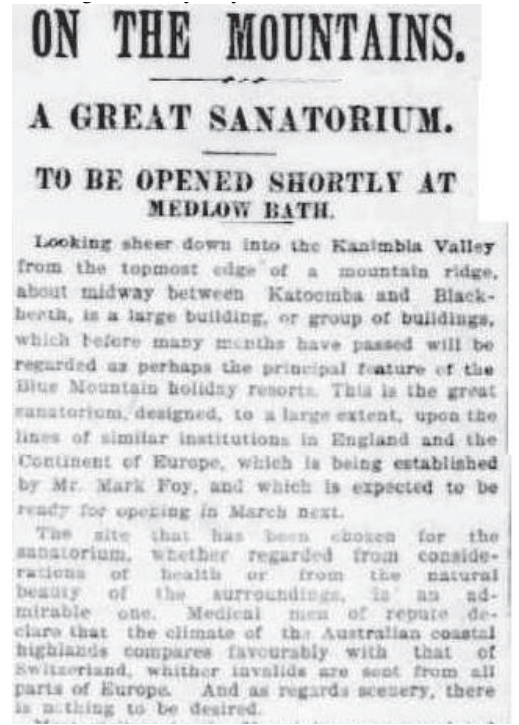 ON THE MOUNTAINS.
A GREAT SANATORIUM.
TO BE OPENED SHORTLY AT
MEDLOW BATH.
Looking sheer down into the Kanimbla Valley
from the topmost edge of a mountain ridge,
about midway between Katoomba and Black-
heath, is a large building, or group of buildings,
which before many months have passed will be
regarded as perhaps the principal feature of the
Blue Mountain holiday resorts. This is the great
sanatorium, designed, to a large extent, upon the
lines of similar institutions in England and the
Continent of Europe, which is being established
by Mr. Mark Foy, and which is expected to be
ready for opening in March next.
The site that has been chosen for the
sanatorium, whether regarded from conside-
rations of health or from the natural
beauty of the surroundings, is an ad-
mirable one. Medical men of repute de-
clare that the climate of the Australian coastal
highlands compares favourably with that of
Switzerland, whither invalids are sent from all
parts of Europe. And as regards scenery, there
is nothing to be desired.